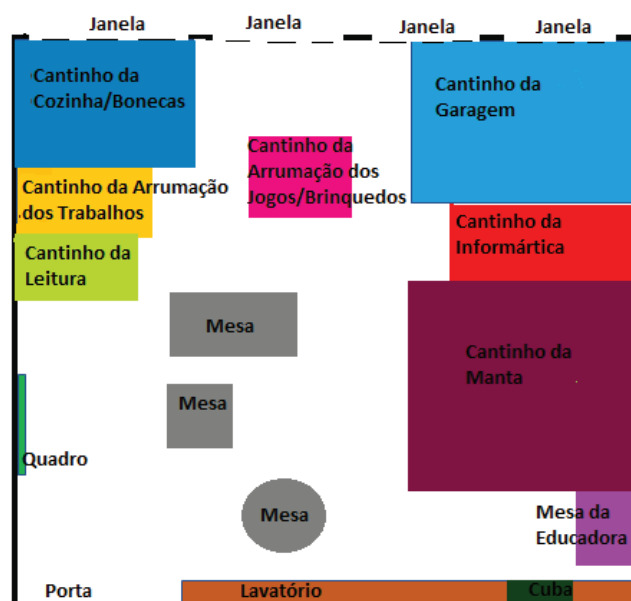 Janela
Janela
Janela
Janela
Cantinho da
Cozinha/Bonecas
Cantinho da
Garagem
Cantinho da
Arrumação dos
Jogos/Brinquedos
Cantinho da Arrumação
dos Trabalhos
Cantinho da
Informártica
Cantinho da
Leitura
Mesa
Cantinho da
Manta
Mesa
Quadro
Mesa
Mesa da
Educadora
Porta
Lavatório
Cuba